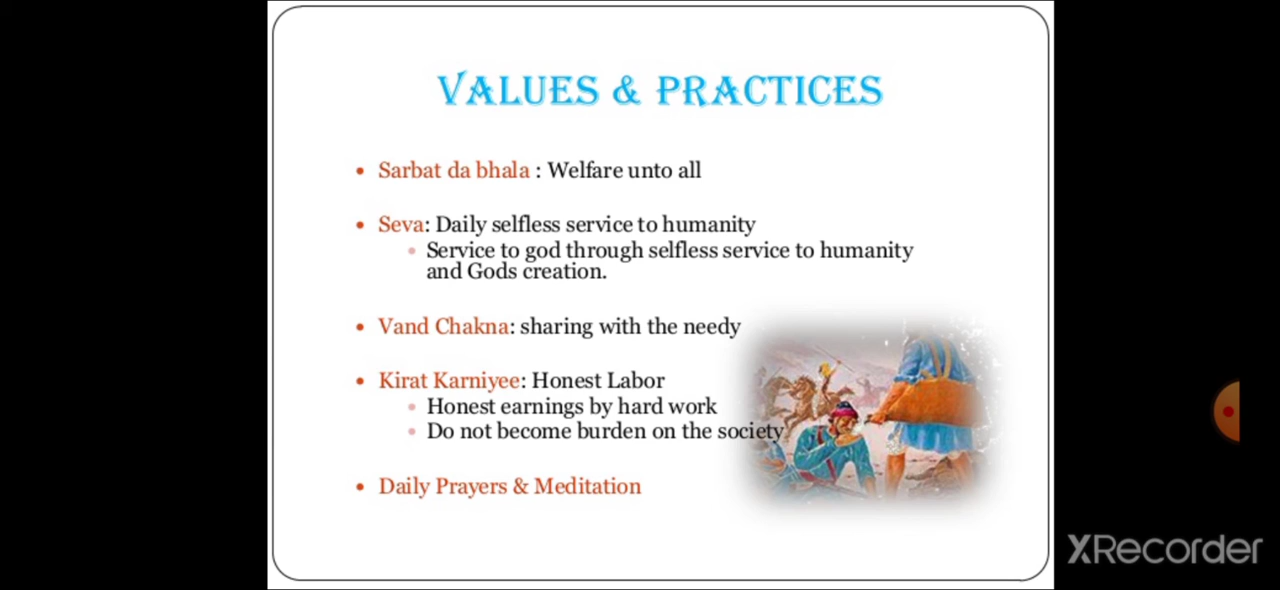 VALUES & PRACTICES
• Sarbat da bhala : Welfare unto all
• Seva: Daily selfless service to humanity
• Service to god through selfless service to humanity
and Gods creation.
• Vand Chakna: sharing with the needy
• Kirat Karniyee: Honest Labor
• Honest earnings by hard work
• Do not become burden on the society
• Daily Prayers & Meditation
XRecorder